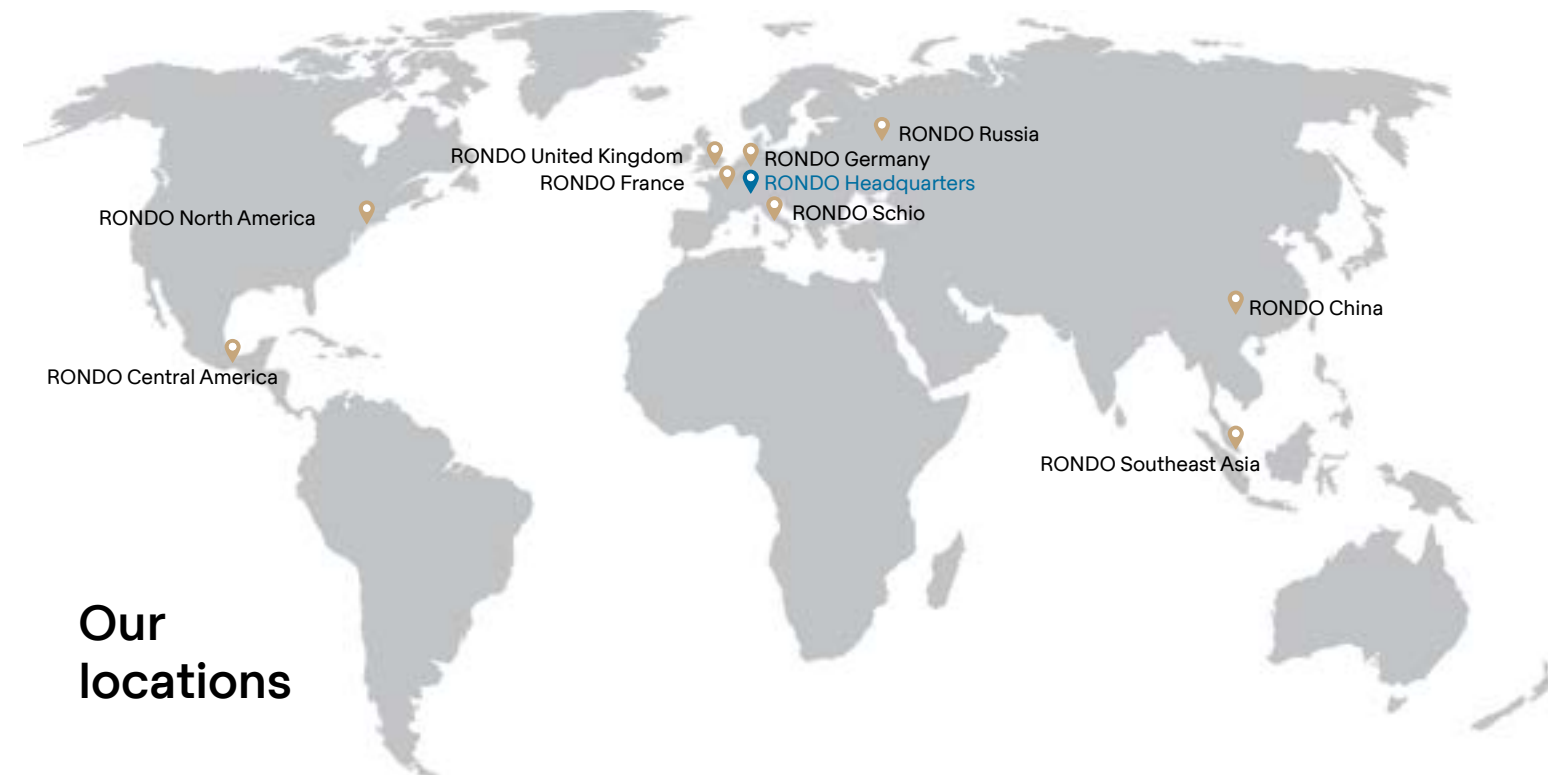 RONDO Russia
RONDO United Kingdom
RONDO Germany
RONDO France
RONDO Headquarters
RONDO North America
RONDO Schio
RONDO China
RONDO Central America
RONDO Southeast Asia
Our
locations